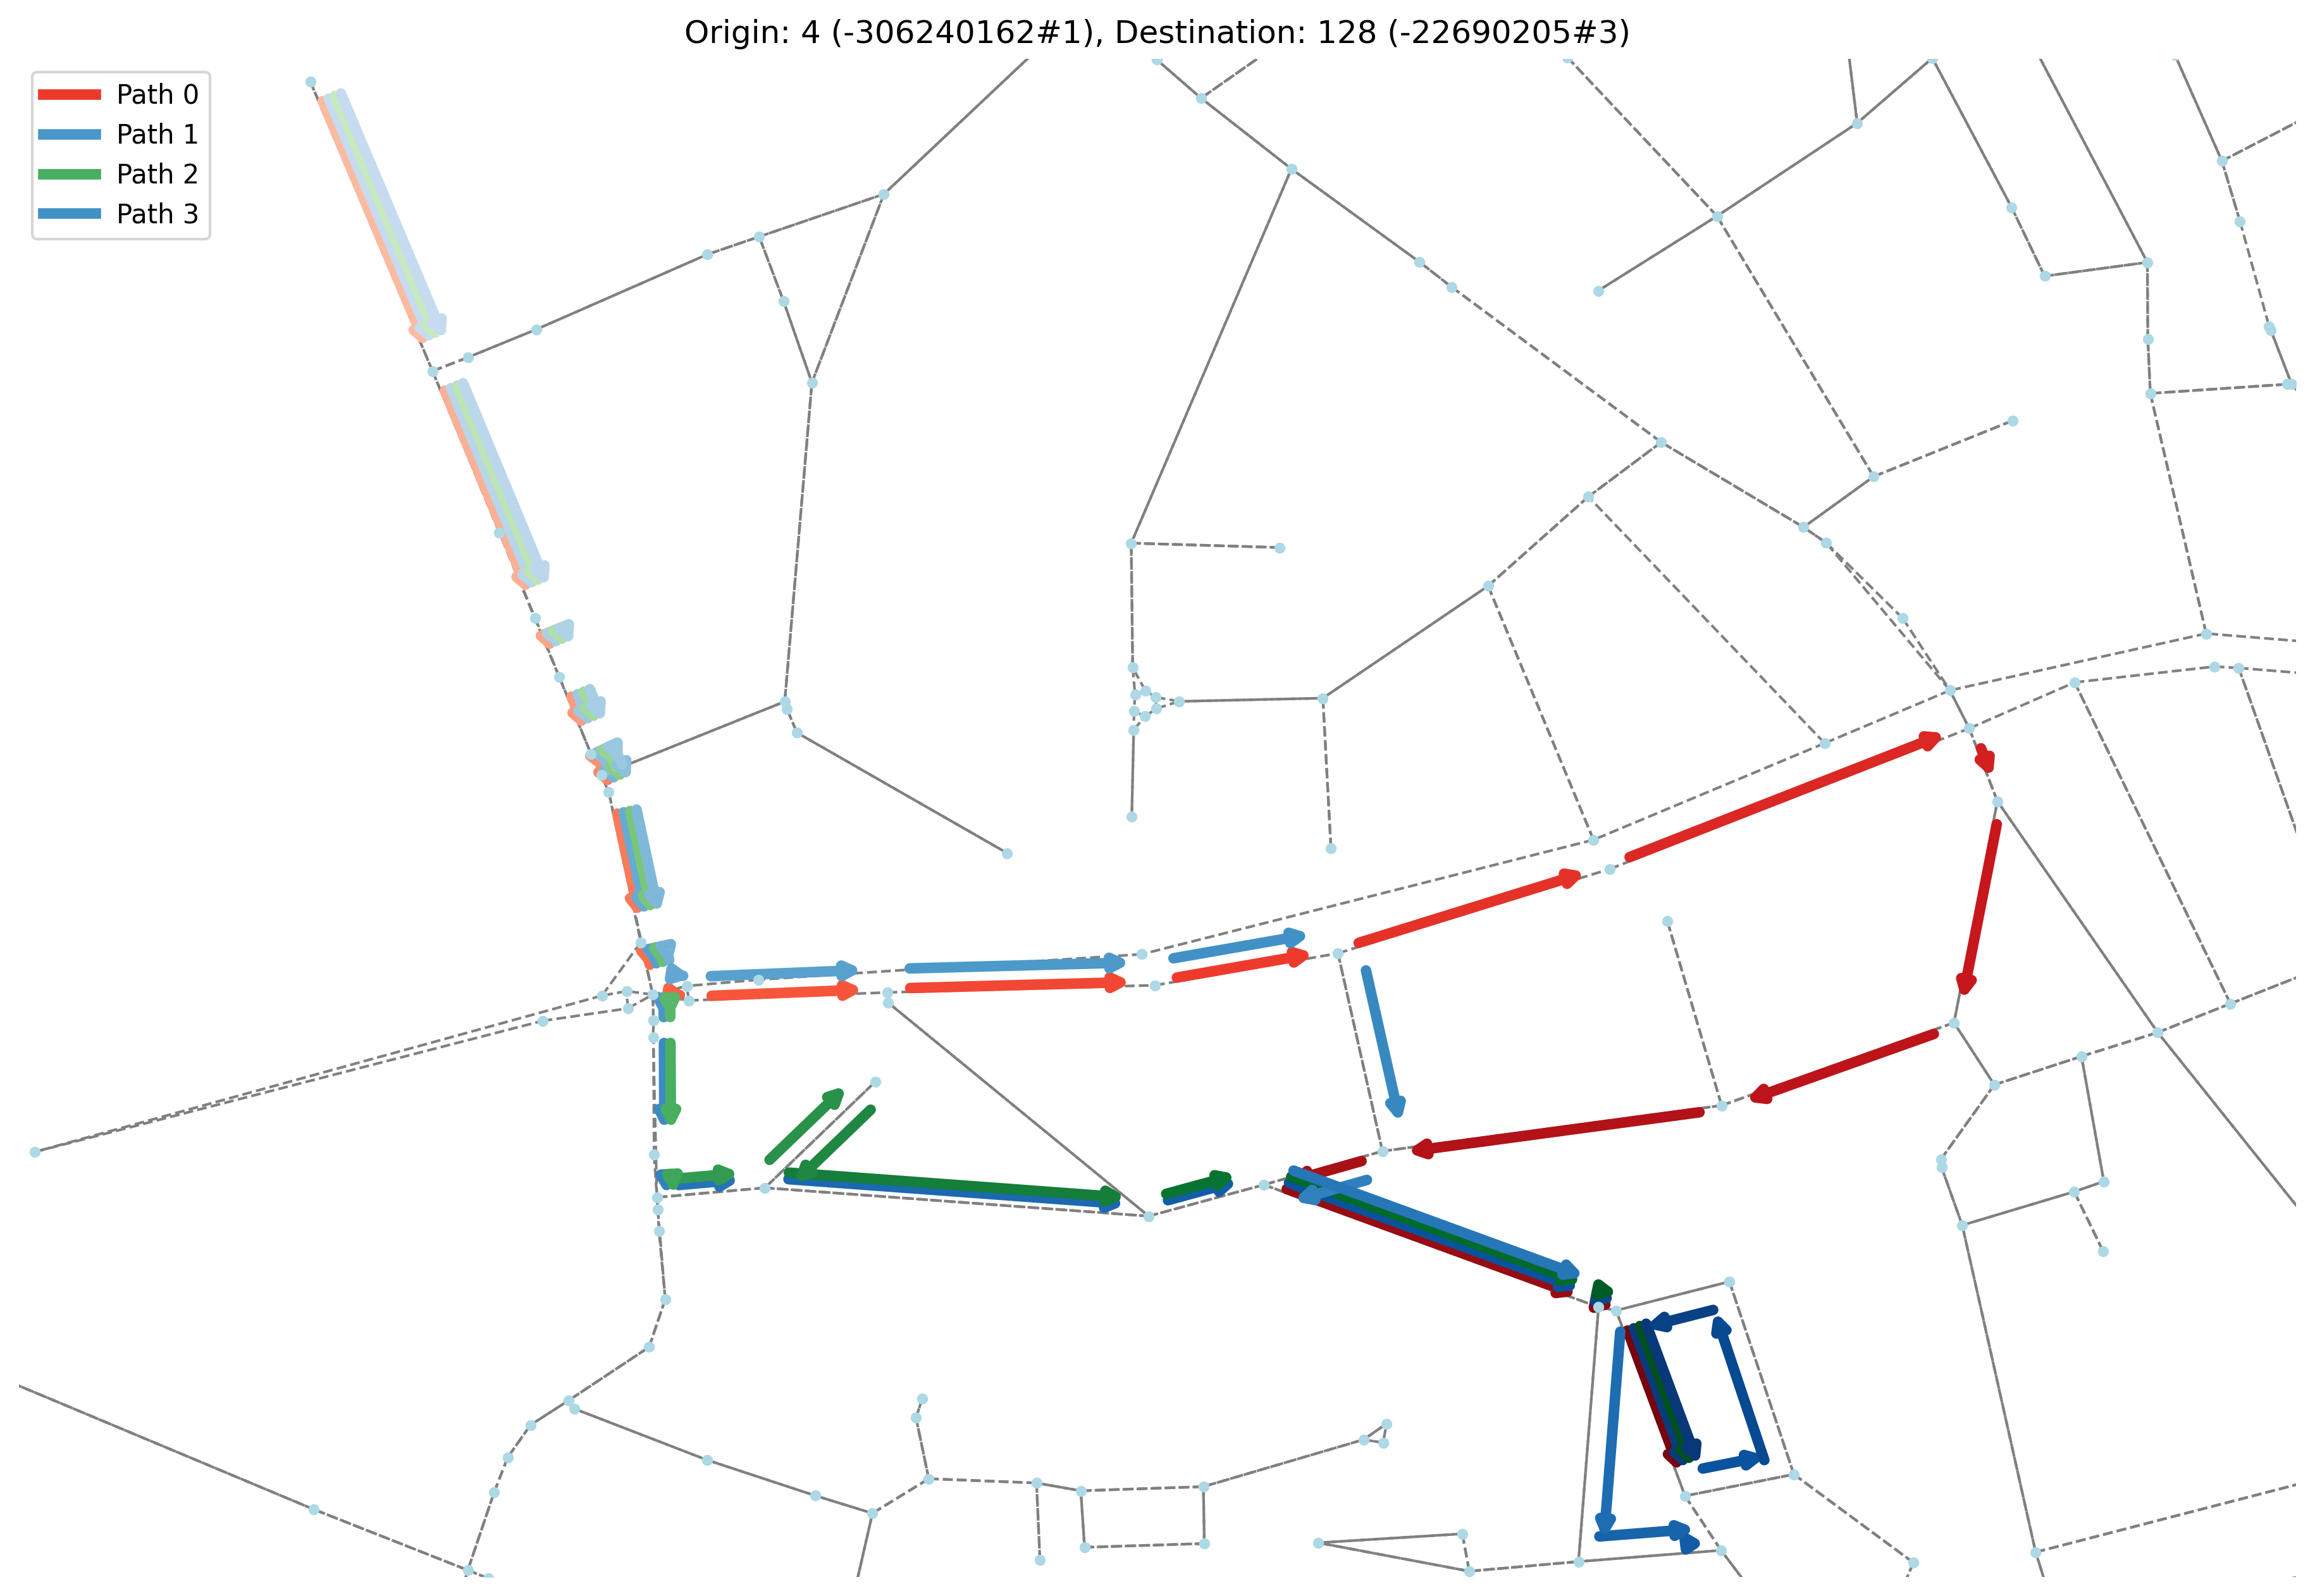 Origin: 4 (-306240162#1), Destination: 128 (-22690205#3)
Path 0
Path 1
Path 2
Path 3